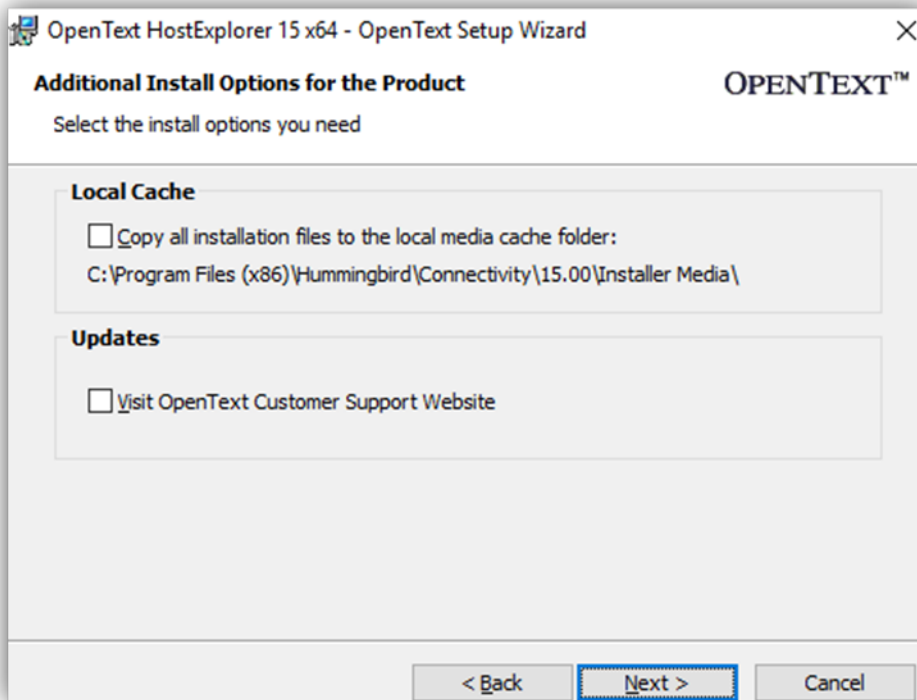 OpenText HostExplorer 15 x64 - OpenText Setup Wizard
Additional Install Options for the Product
OPENTEXT™
Select the install options you need
Local Cache
Copy all installation files to the local media cache folder:
C:\Program Files (x86)\Hummingbird\Connectivity\15.00\Installer Media\
Updates
Visit OpenText Customer Support Website
< Back
Next >
Cancel